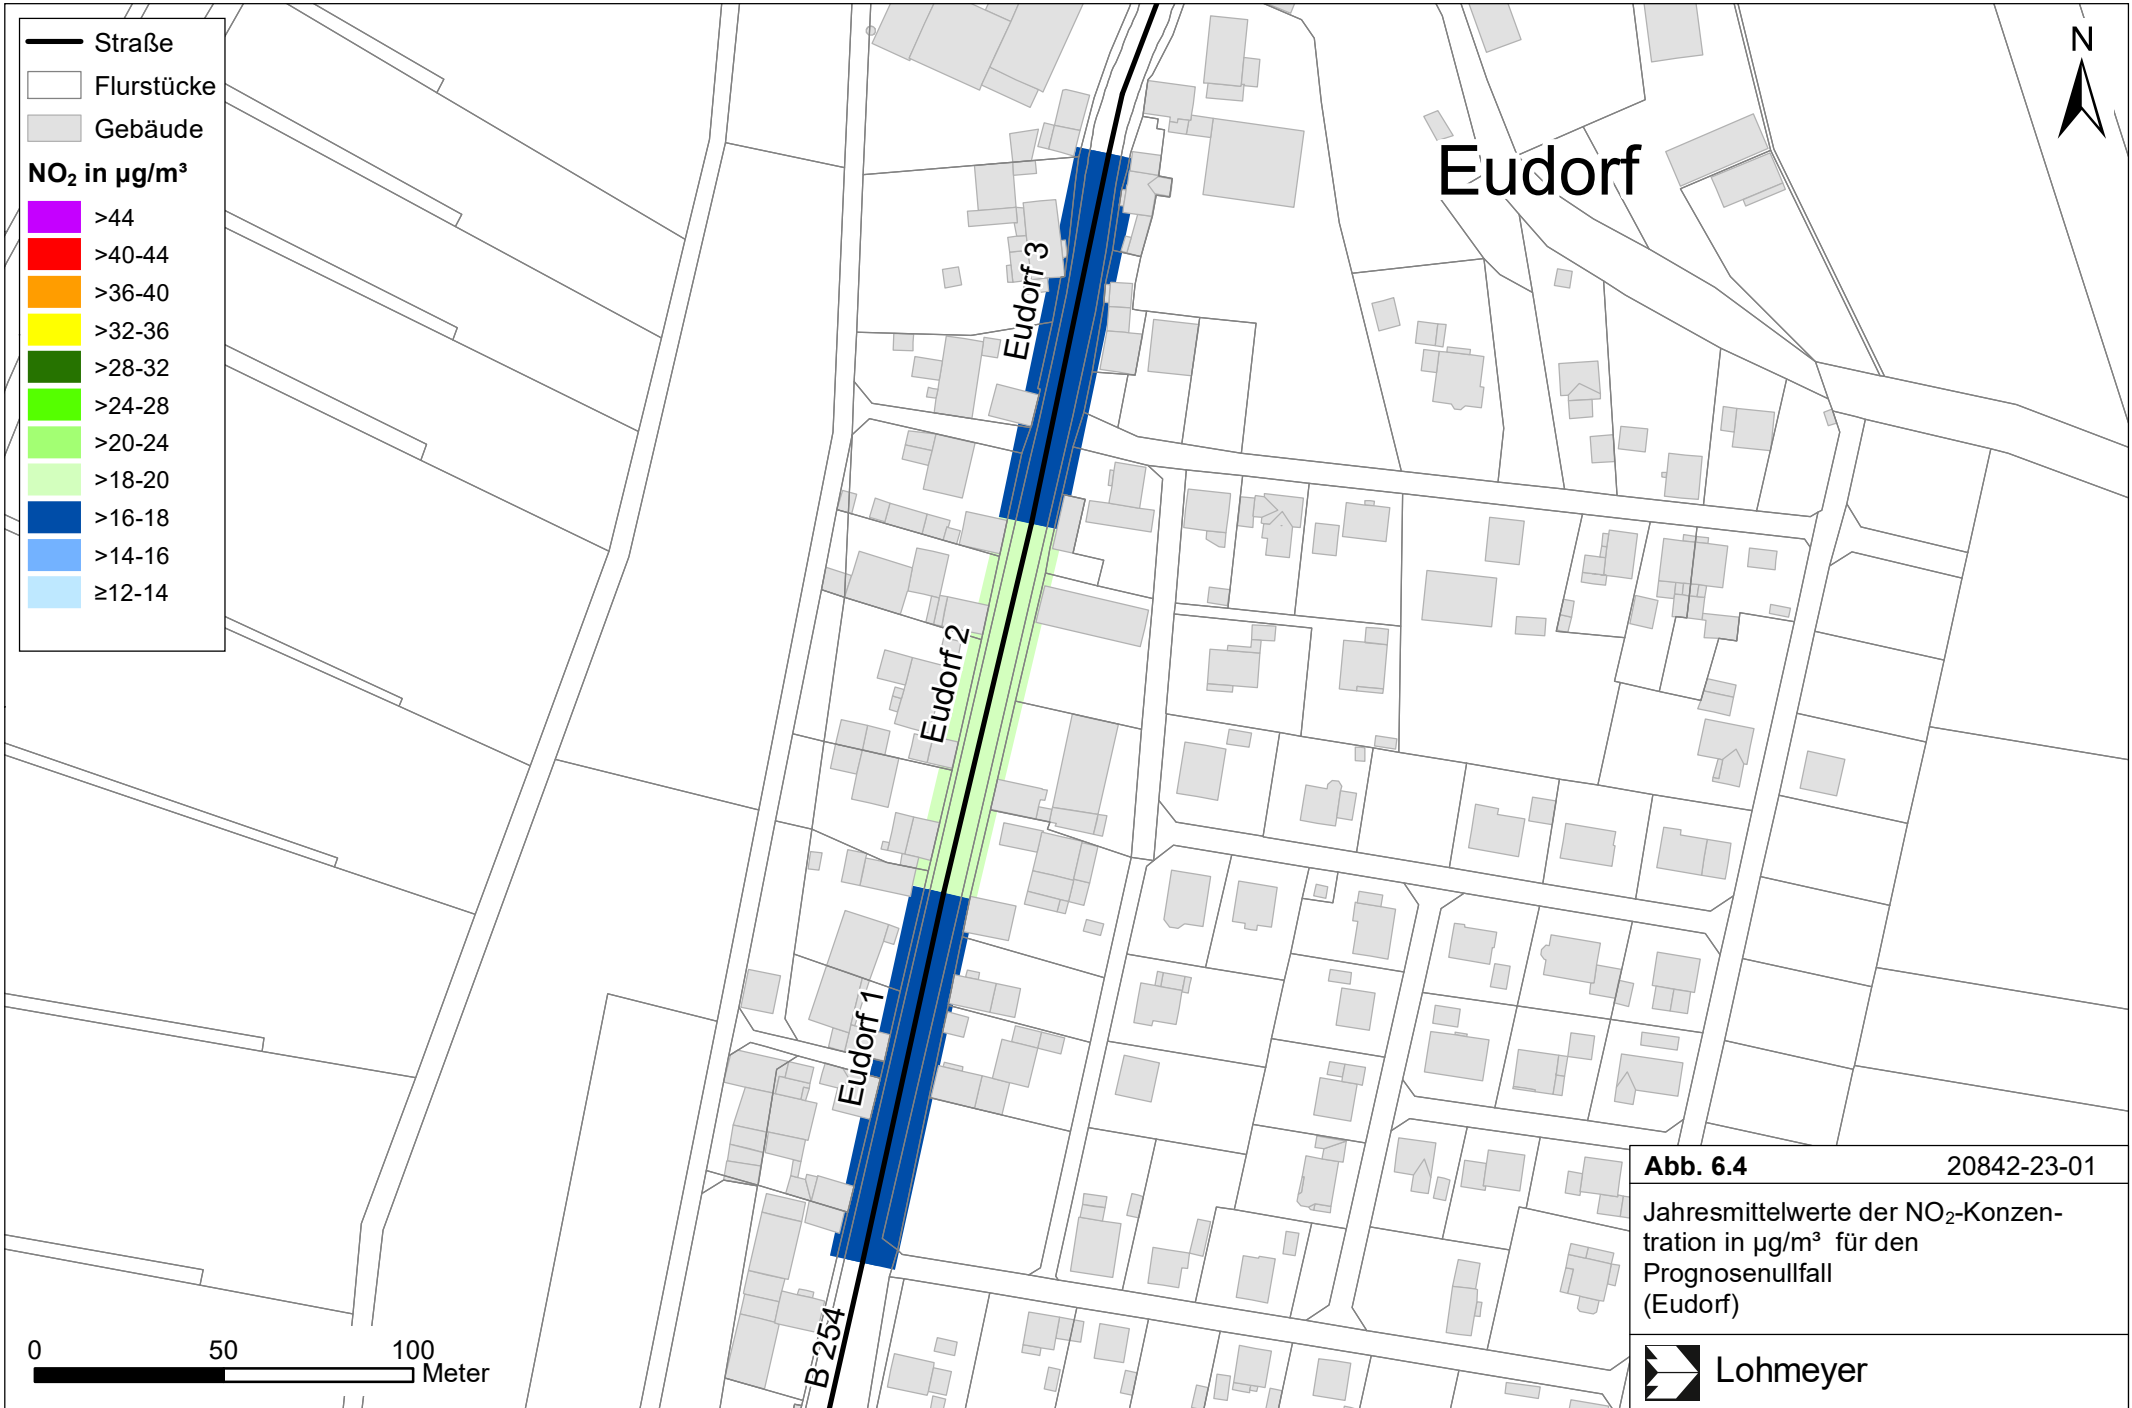 Straße
Flurstücke
Gebäude
NO₂ in µg/m³
>44
>40-44
>36-40
>32-36
>28-32
>24-28
>20-24
>18-20
>16-18
>14-16
≥12-14
N
Eudorf
Eudorf 3
Eudorf 2
Eudorf 1
B 254
0 50 100
Meter
Abb. 6.4 20842-23-01
Jahresmittelwerte der NO₂-Konzen-
tration in µg/m³ für den
Prognosenullfall
(Eudorf)
Lohmeyer